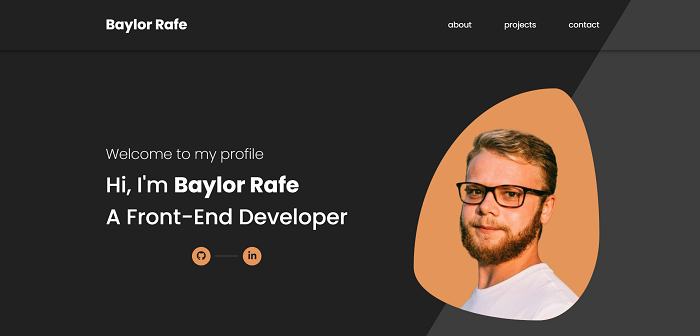 Baylor Rafe
about projects contact
Welcome to my profile
Hi, I'm Baylor Rafe
A Front-End Developer
in